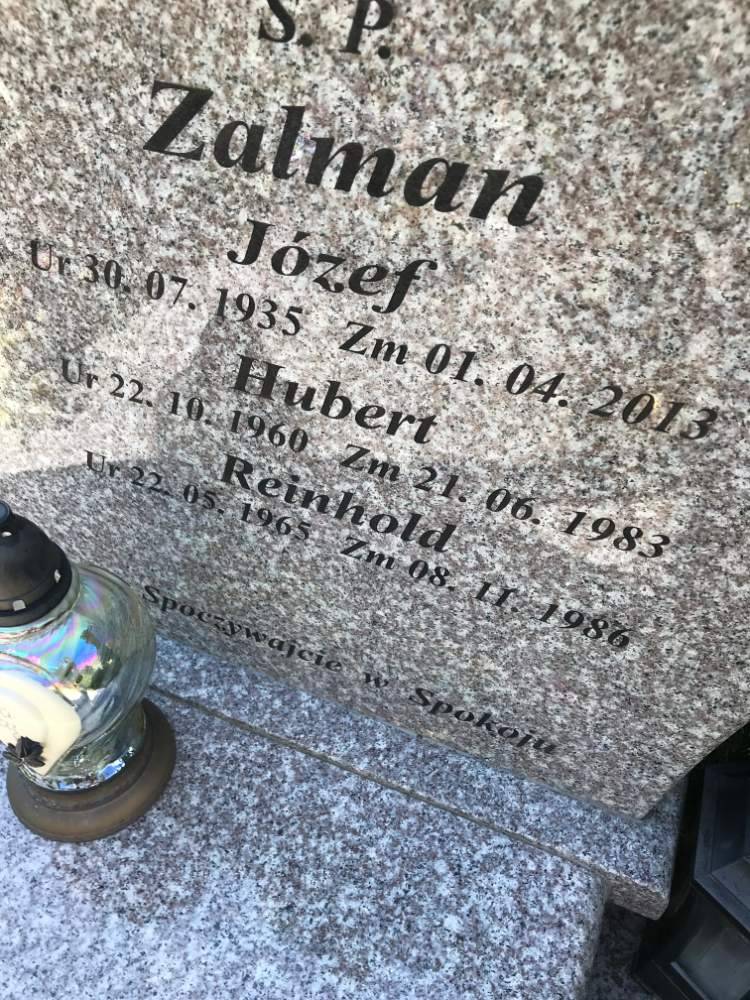 S. P.
Zalman
Józef
Ur 30. 07. 1935 Zm 01. 04. 2013
Hubert
Ur 22. 10. 1960 Zm 21. 06. 1983
Reinhold
Ur 22. 05. 1965 Zm 08. 11. 1986
Spoczywajcie w Spokoju